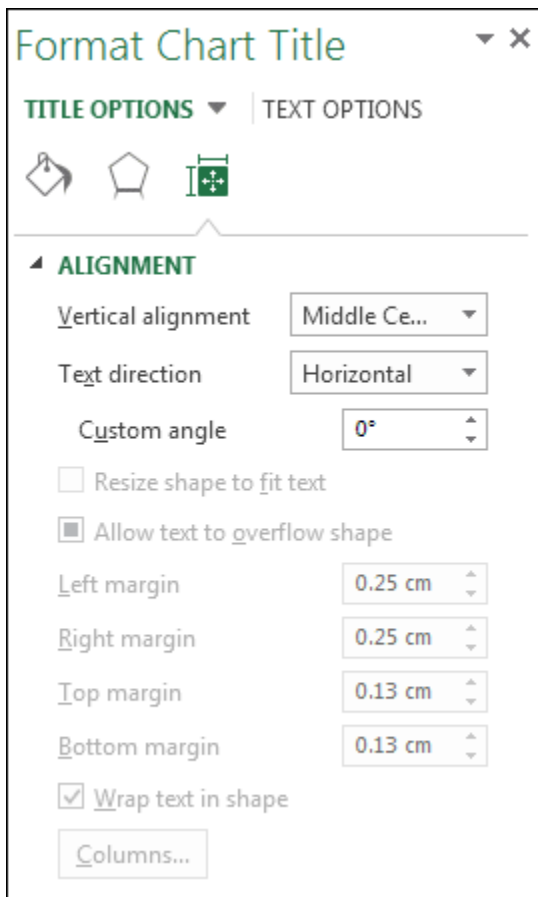 Format Chart Title
TITLE OPTIONS TEXT OPTIONS
ALIGNMENT
Vertical alignment Middle Ce...
Text direction Horizontal
Custom angle 0°
Resize shape to fit text
Allow text to overflow shape
Left margin 0.25 cm
Right margin 0.25 cm
Top margin 0.13 cm
Bottom margin 0.13 cm
Wrap text in shape
Columns...